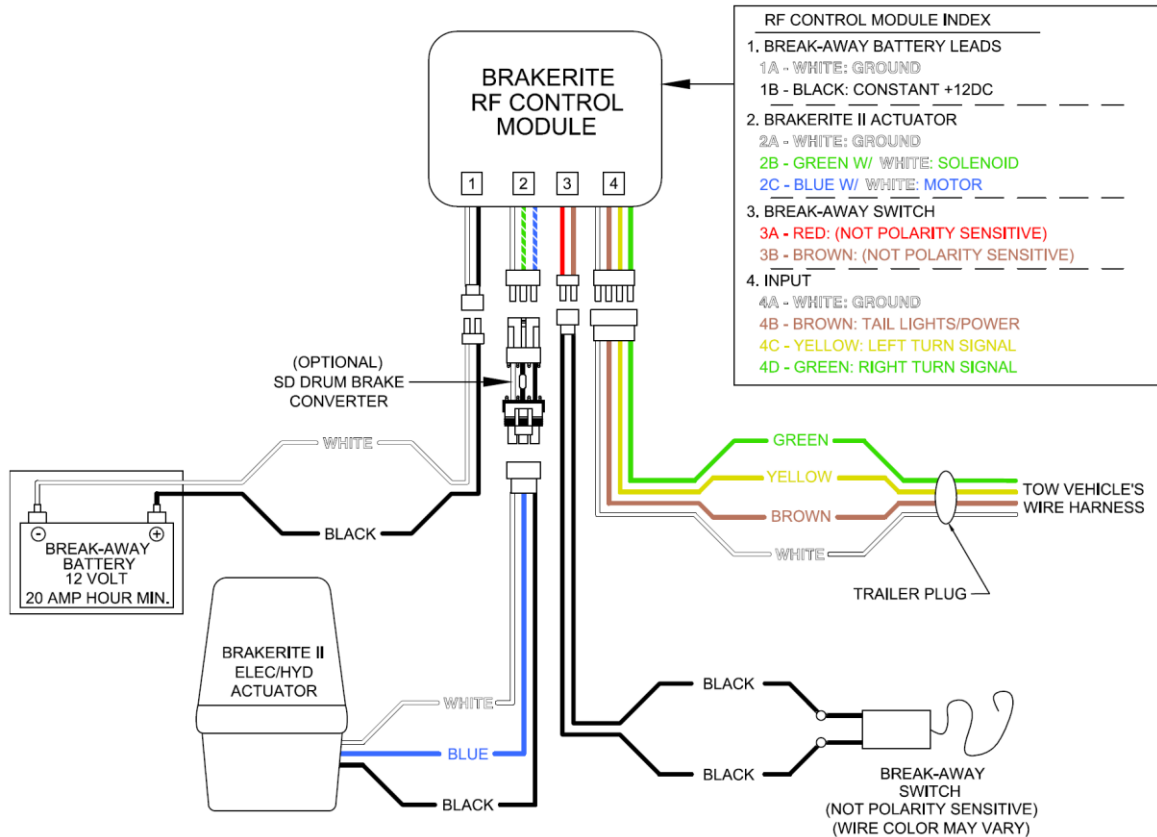 BRAKERITE
RF CONTROL
MODULE
1
2
3
4
RF CONTROL MODULE INDEX
1. BREAK-AWAY BATTERY LEADS
1A - WHITE: GROUND
1B - BLACK: CONSTANT +12DC
2. BRAKERITE II ACTUATOR
2A - WHITE: GROUND
2B - GREEN W/ WHITE: SOLENOID
2C - BLUE W/ WHITE: MOTOR
3. BREAK-AWAY SWITCH
3A - RED: (NOT POLARITY SENSITIVE)
3B - BROWN: (NOT POLARITY SENSITIVE)
4. INPUT
4A - WHITE: GROUND
4B - BROWN: TAIL LIGHTS/POWER
4C - YELLOW: LEFT TURN SIGNAL
4D - GREEN: RIGHT TURN SIGNAL
(OPTIONAL)
SD DRUM BRAKE
CONVERTER
WHITE
BLACK
- +
BREAK-AWAY
BATTERY
12 VOLT
20 AMP HOUR MIN.
GREEN
YELLOW
BROWN
WHITE
TOW VEHICLE'S
WIRE HARNESS
TRAILER PLUG
BRAKERITE II
ELEC/HYD
ACTUATOR
WHITE
BLUE
BLACK
BLACK
BLACK
BREAK-AWAY
SWITCH
(NOT POLARITY SENSITIVE)
(WIRE COLOR MAY VARY)